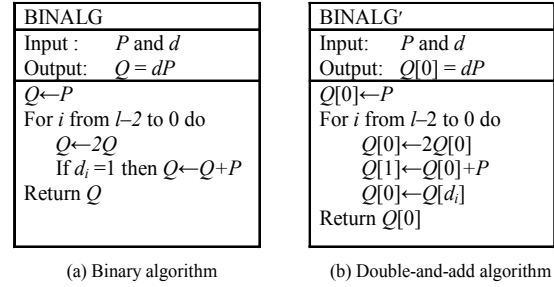 BINALG
Input : P and d
Output: Q = dP
Q←P
For i from l–2 to 0 do
Q←2Q
If dᵢ =1 then Q←Q+P
Return Q
(a) Binary algorithm
BINALG′
Input: P and d
Output: Q[0] = dP
Q[0]←P
For i from l–2 to 0 do
Q[0]←2Q[0]
Q[1]←Q[0]+P
Q[0]←Q[dᵢ]
Return Q[0]
(b) Double-and-add algorithm